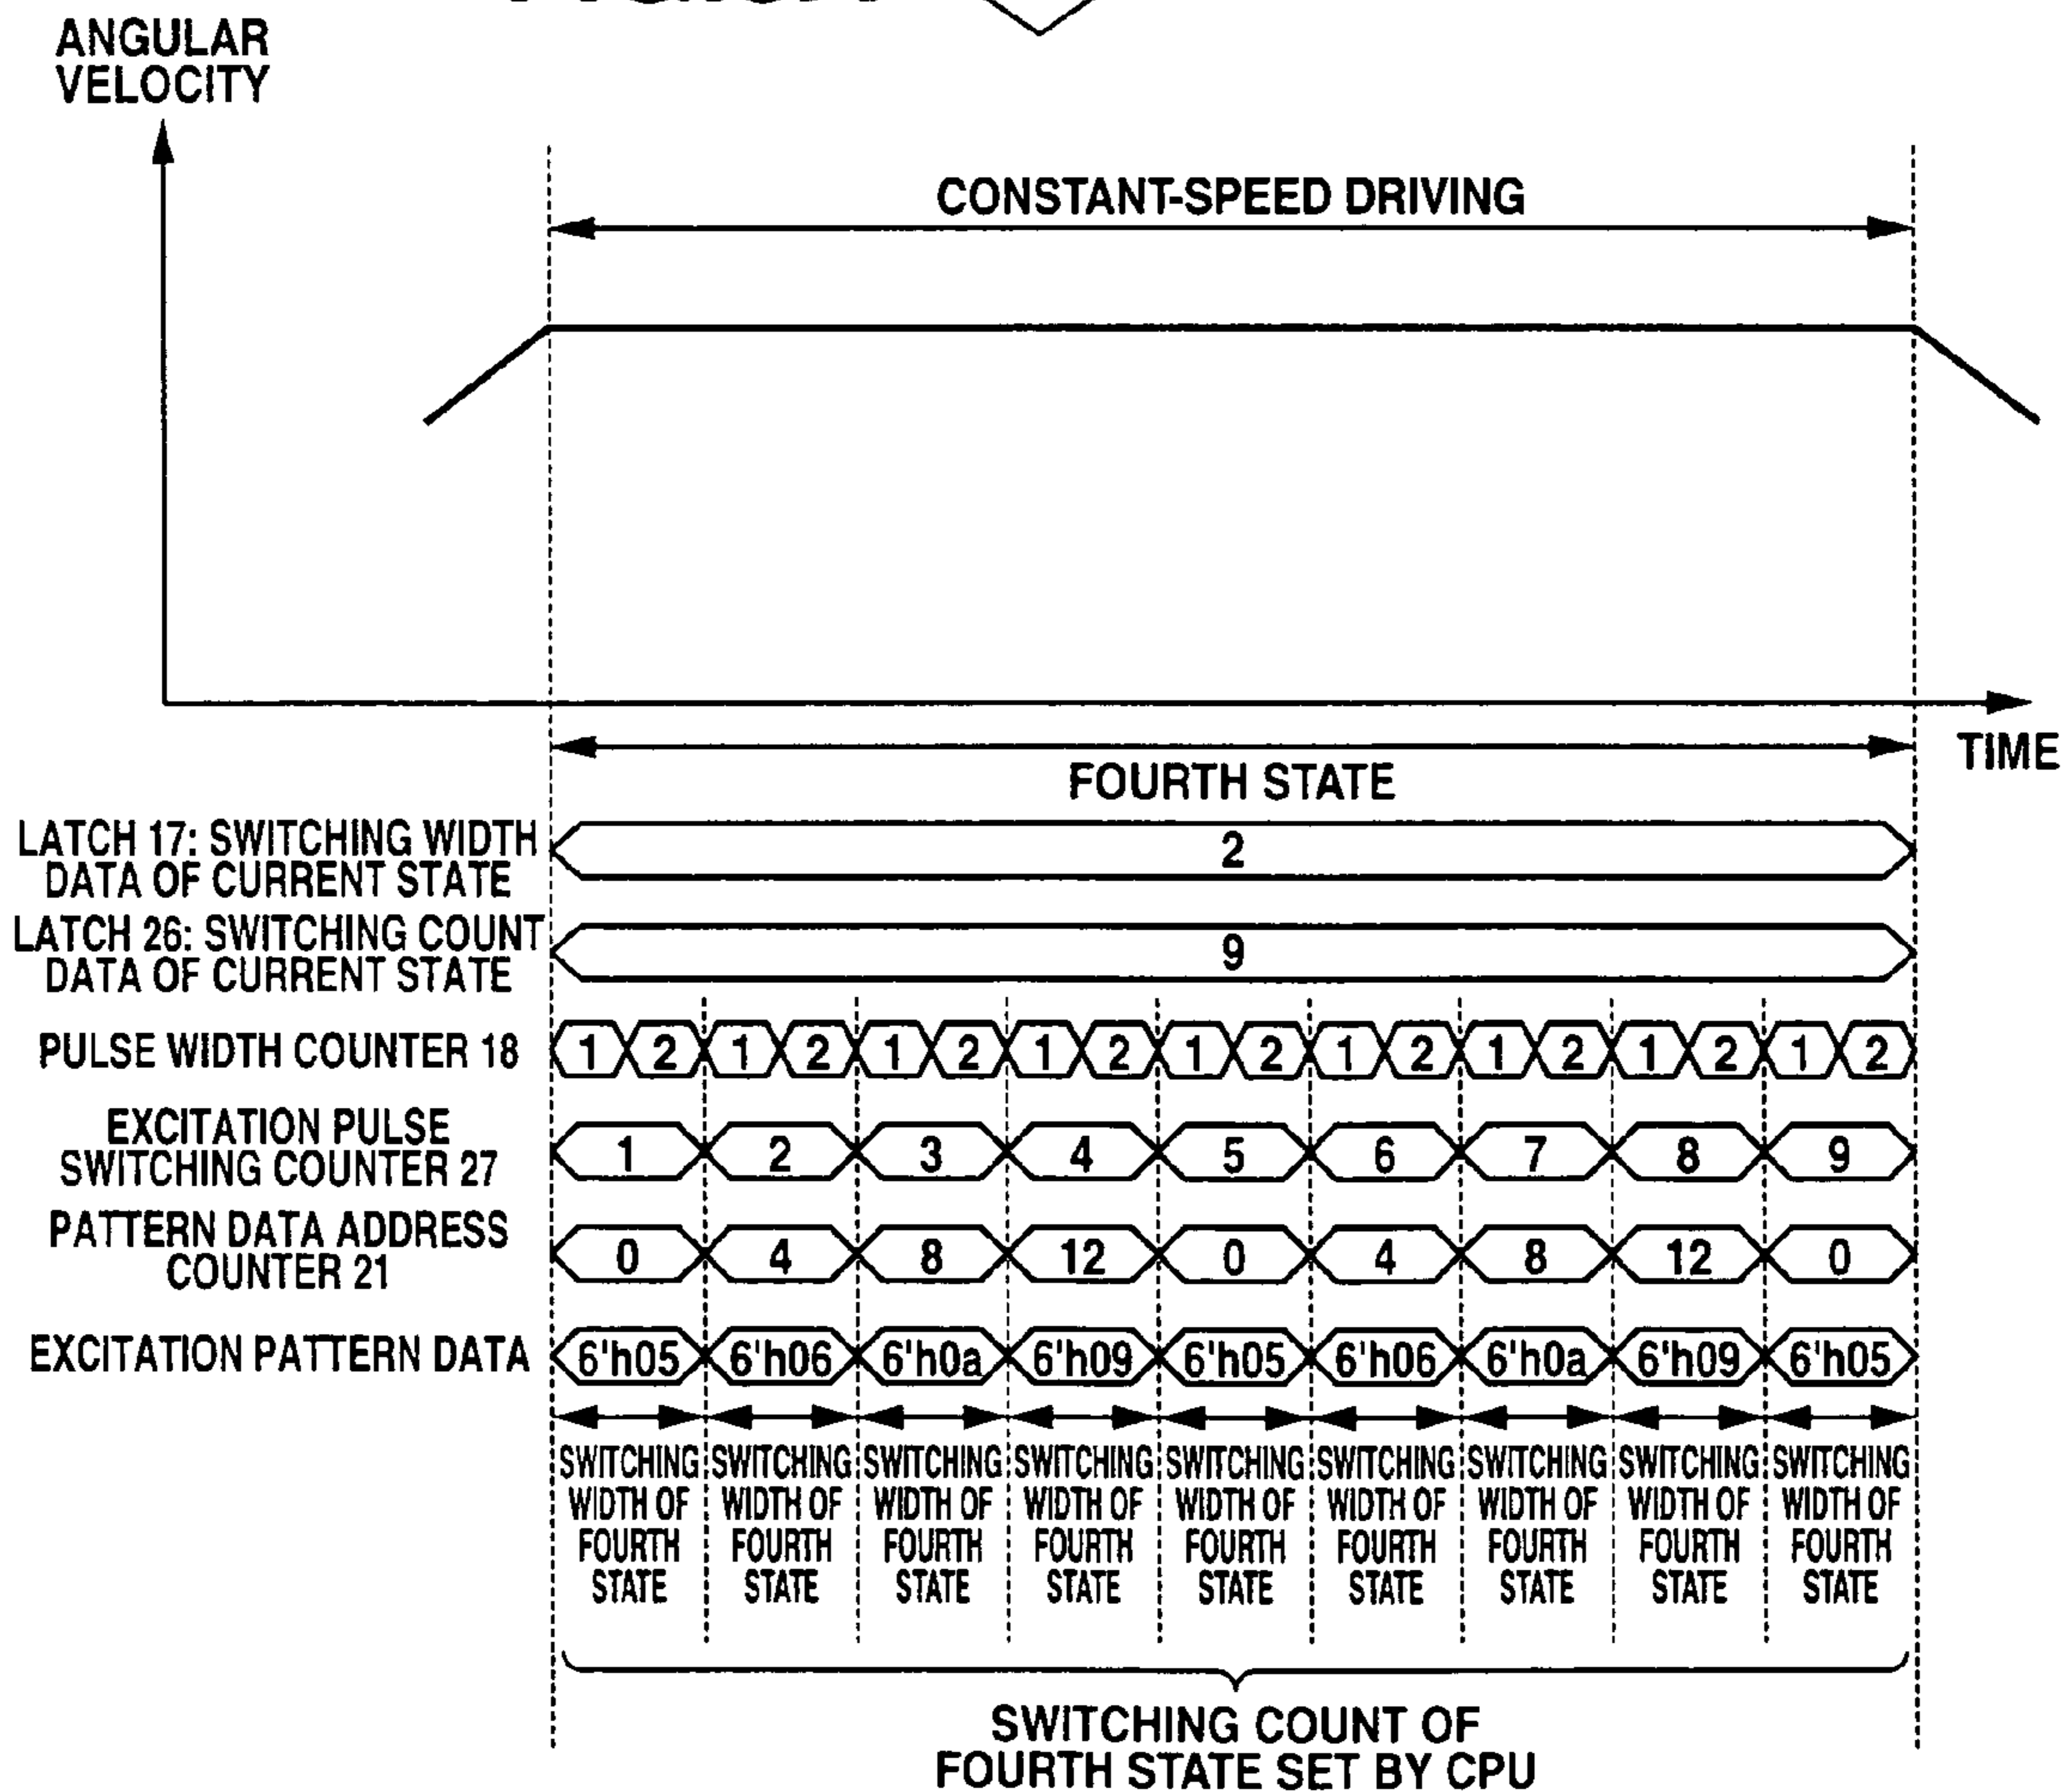 ANGULAR
VELOCITY
CONSTANT-SPEED DRIVING
TIME
FOURTH STATE
LATCH 17: SWITCHING WIDTH
DATA OF CURRENT STATE
2
LATCH 26: SWITCHING COUNT
DATA OF CURRENT STATE
9
PULSE WIDTH COUNTER 18
1 2 1 2 1 2 1 2 1 2 1 2 1 2 1 2 1 2
EXCITATION PULSE
SWITCHING COUNTER 27
1 2 3 4 5 6 7 8 9
PATTERN DATA ADDRESS
COUNTER 21
0 4 8 12 0 4 8 12 0
EXCITATION PATTERN DATA
6'h05 6'h06 6'h0a 6'h09 6'h05 6'h06 6'h0a 6'h09 6'h05
SWITCHING SWITCHING SWITCHING SWITCHING SWITCHING SWITCHING SWITCHING SWITCHING SWITCHING
WIDTH OF WIDTH OF WIDTH OF WIDTH OF WIDTH OF WIDTH OF WIDTH OF WIDTH OF WIDTH OF
FOURTH FOURTH FOURTH FOURTH FOURTH FOURTH FOURTH FOURTH FOURTH
STATE STATE STATE STATE STATE STATE STATE STATE STATE
SWITCHING COUNT OF
FOURTH STATE SET BY CPU